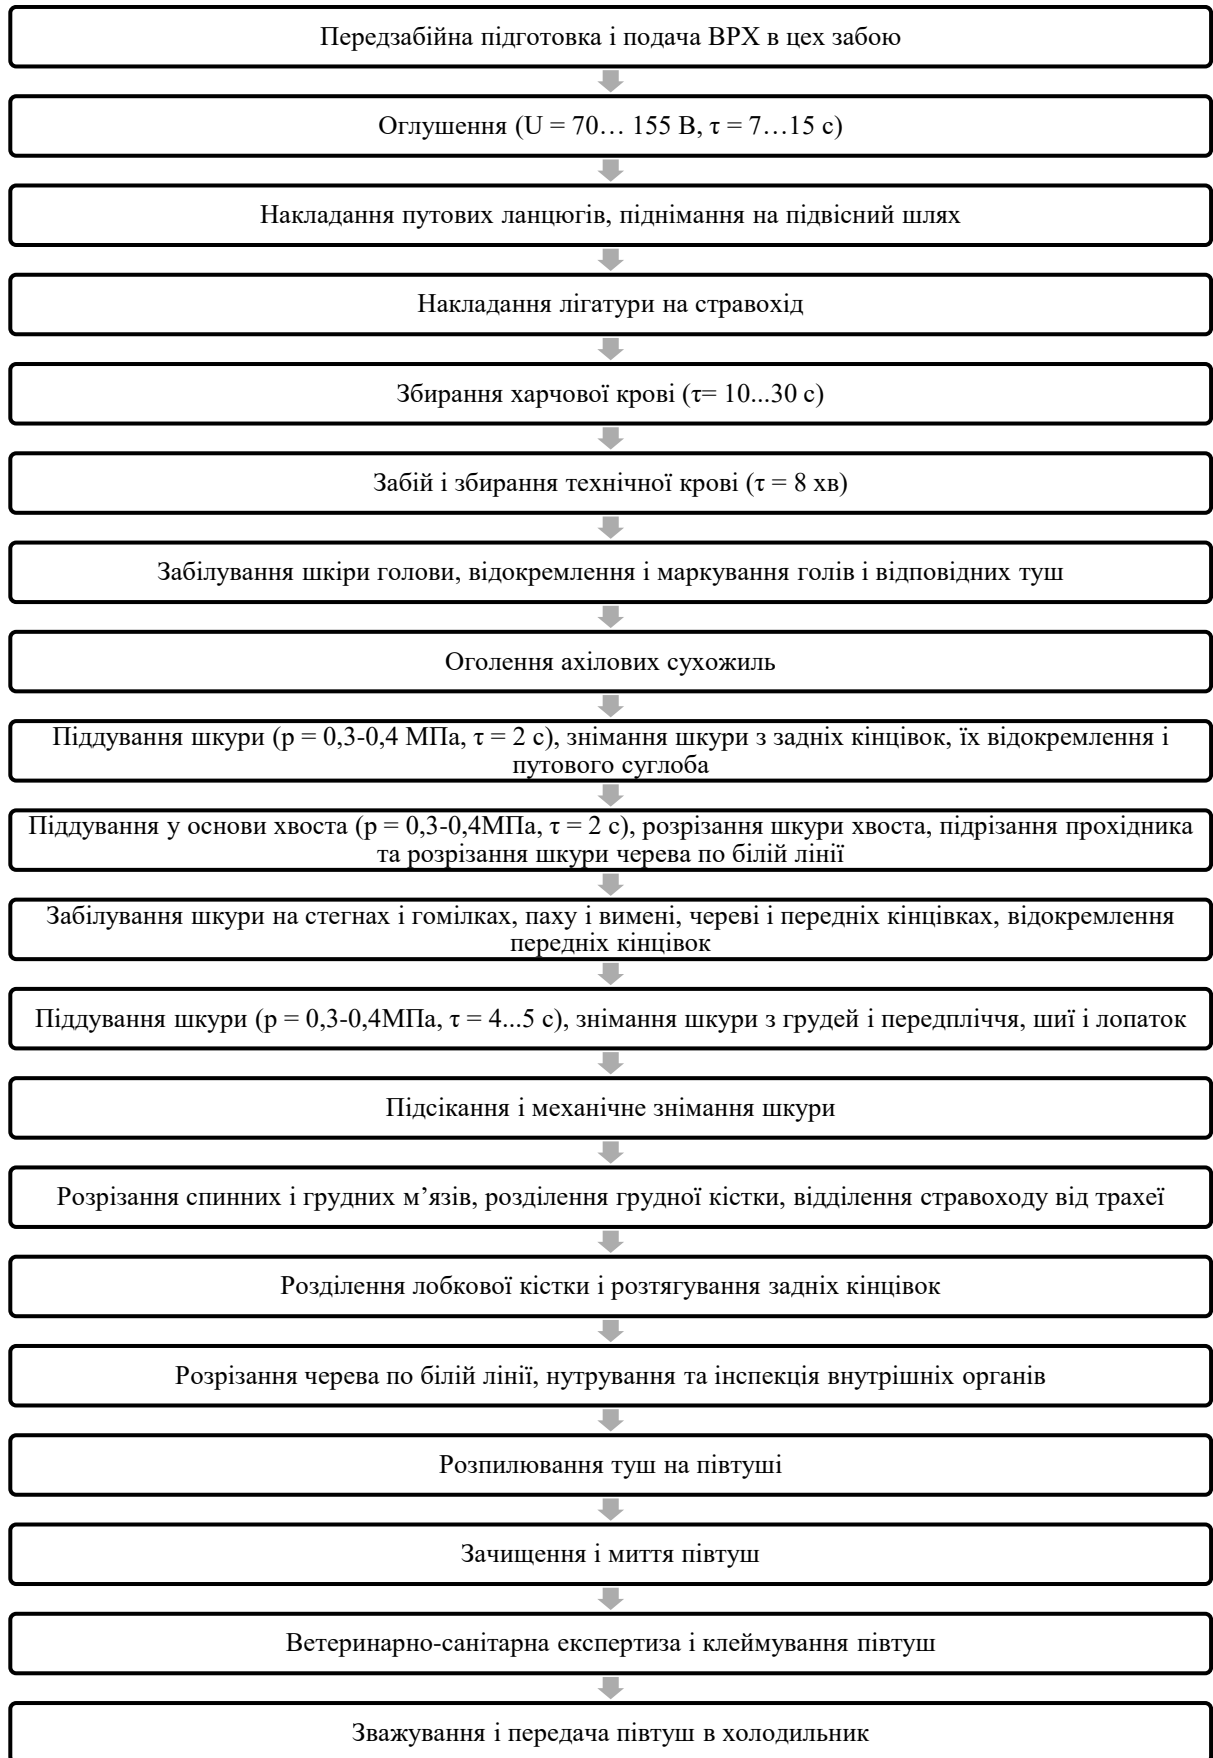 Передзабійна підготовка і подача ВРХ в цех забою
Оглушення (U = 70… 155 В, τ = 7…15 с)
Накладання путових ланцюгів, піднімання на підвісний шлях
Накладання лігатури на стравохід
Збирання харчової крові (τ= 10...30 с)
Забій і збирання технічної крові (τ = 8 хв)
Забілування шкіри голови, відокремлення і маркування голів і відповідних туш
Оголення ахілових сухожиль
Піддування шкури (р = 0,3-0,4 МПа, τ = 2 с), знімання шкури з задніх кінцівок, їх відокремлення і
путового суглоба
Піддування у основи хвоста (р = 0,3-0,4МПа, τ = 2 с), розрізання шкури хвоста, підрізання прохідника
та розрізання шкури черева по білій лінії
Забілування шкури на стегнах і гомілках, паху і вимені, череві і передніх кінцівках, відокремлення
передніх кінцівок
Піддування шкури (р = 0,3-0,4МПа, τ = 4...5 с), знімання шкури з грудей і передпліччя, шиї і лопаток
Підсікання і механічне знімання шкури
Розрізання спинних і грудних м’язів, розділення грудної кістки, відділення стравоходу від трахеї
Розділення лобкової кістки і розтягування задніх кінцівок
Розрізання черева по білій лінії, нутрування та інспекція внутрішніх органів
Розпилювання туш на півтуші
Зачищення і миття півтуш
Ветеринарно-санітарна експертиза і клеймування півтуш
Зважування і передача півтуш в холодильник